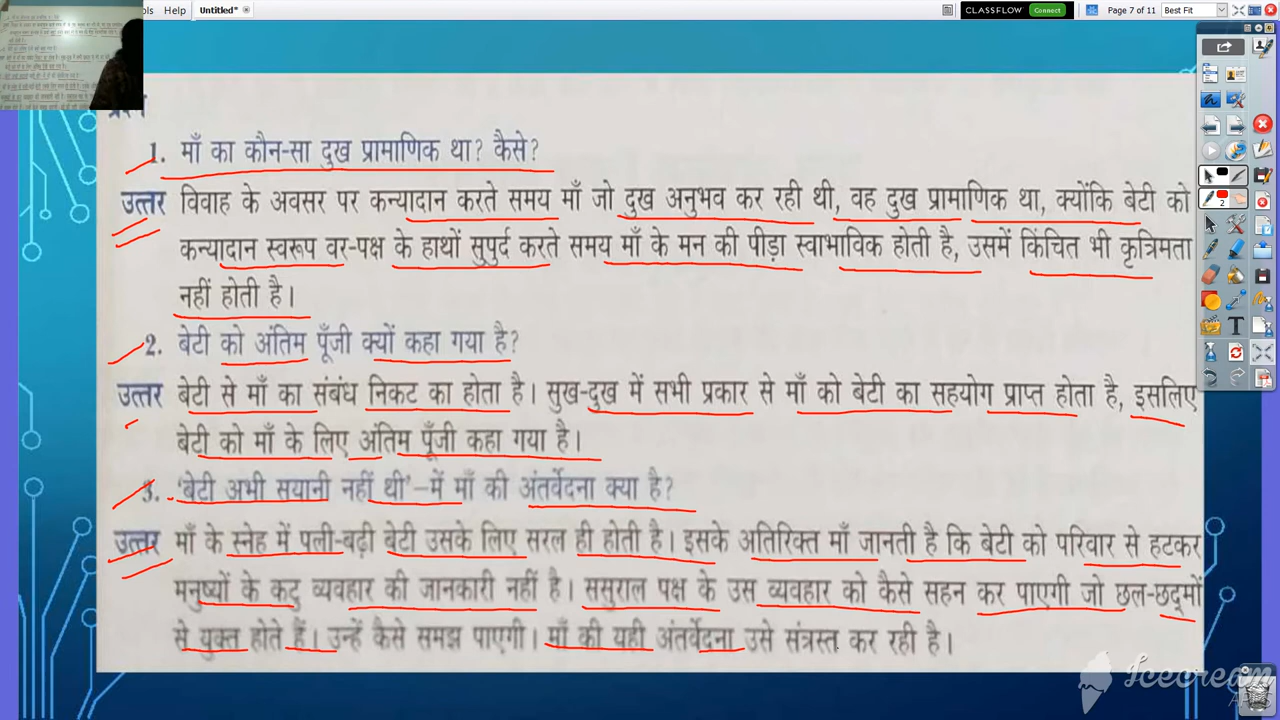 Help
Untitled*
CLASSFLOW Connect
Page 7 of 11 Best Fit
1. माँ का कौन-सा दुख प्रामाणिक था? कैसे?
उत्तर विवाह के अवसर पर कन्यादान करते समय माँ जो दुख अनुभव कर रही थी, वह दुख प्रामाणिक था, क्योंकि बेटी को
कन्यादान स्वरूप वर-पक्ष के हाथों सुपुर्द करते समय माँ के मन की पीड़ा स्वाभाविक होती है, उसमें किंचित भी कृत्रिमता
नहीं होती है।
2. बेटी को अंतिम पूँजी क्यों कहा गया है?
उत्तर बेटी से माँ का संबंध निकट का होता है। सुख-दुख में सभी प्रकार से माँ को बेटी का सहयोग प्राप्त होता है, इसलिए
बेटी को माँ के लिए अंतिम पूँजी कहा गया है।
3. 'बेटी अभी सयानी नहीं थी'-में माँ की अंतर्वेदना क्या है?
उत्तर माँ के स्नेह में पली-बढ़ी बेटी उसके लिए सरल ही होती है। इसके अतिरिक्त माँ जानती है कि बेटी को परिवार से हटकर
मनुष्यों के कटु व्यवहार की जानकारी नहीं है। ससुराल पक्ष के उस व्यवहार को कैसे सहन कर पाएगी जो छल-छद्मों
से युक्त होते हैं। उन्हें कैसे समझ पाएगी। माँ की यही अंतर्वेदना उसे संत्रस्त कर रही है।
2
Icecream
APPS